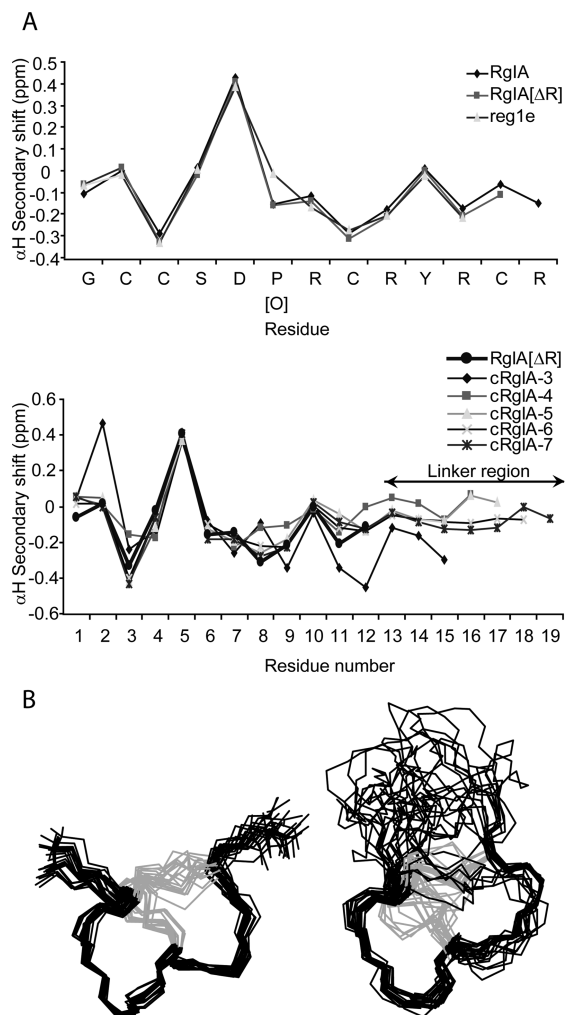 A
αH Secondary shift (ppm)
0.5
0.4
0.3
0.2
0.1
0
-0.1
-0.2
-0.3
-0.4
RgIA
RgIA[ΔR]
reg1e
G C C S D P R C R Y R C R
[O]
Residue
αH Secondary shift (ppm)
0.6
0.4
0.2
0
-0.2
-0.4
-0.6
RgIA[ΔR]
cRgIA-3
cRgIA-4
cRgIA-5
cRgIA-6
cRgIA-7
Linker region
1 2 3 4 5 6 7 8 9 10 11 12 13 14 15 16 17 18 19
Residue number
B